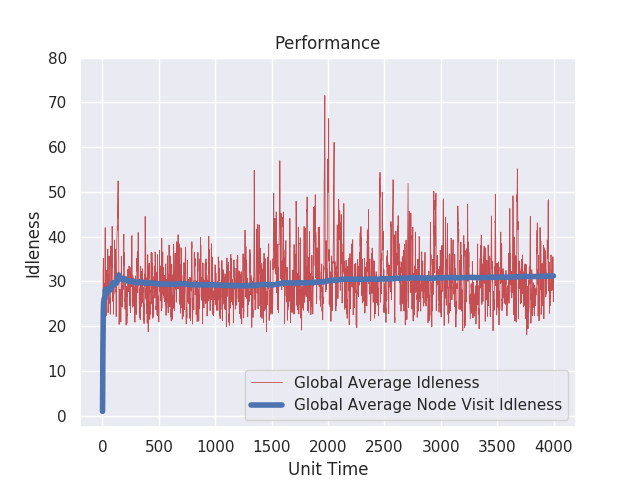 Performance
80
70
60
50
40
30
20
10
0
Idleness
Global Average Idleness
Global Average Node Visit Idleness
0 500 1000 1500 2000 2500 3000 3500 4000
Unit Time